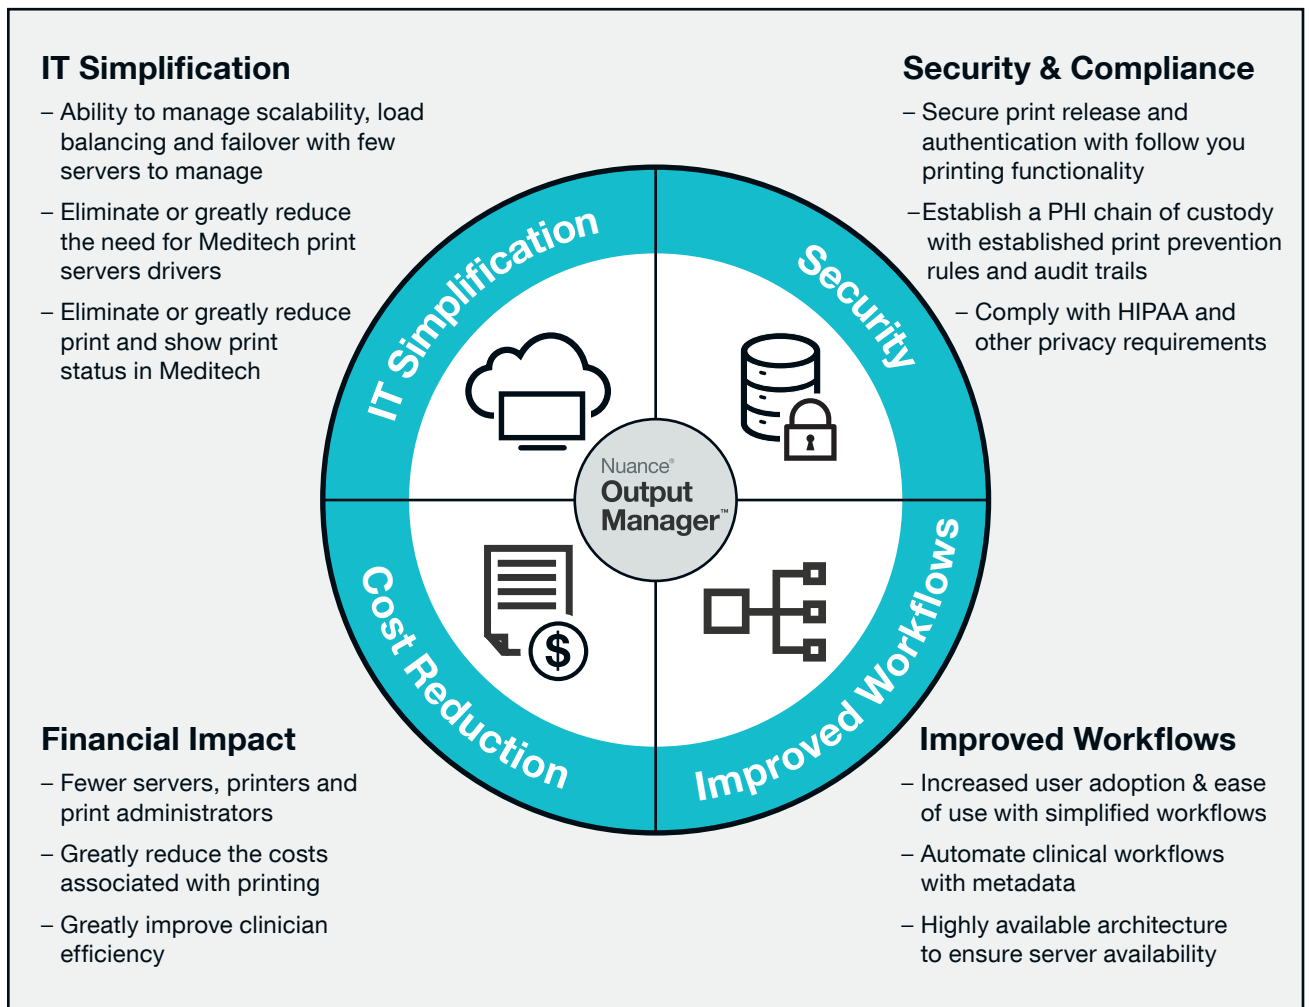 IT Simplification
– Ability to manage scalability, load
balancing and failover with few
servers to manage
– Eliminate or greatly reduce
the need for Meditech print
servers drivers
– Eliminate or greatly reduce
print and show print
status in Meditech
Security & Compliance
– Secure print release and
authentication with follow you
printing functionality
–Establish a PHI chain of custody
with established print prevention
rules and audit trails
– Comply with HIPAA and
other privacy requirements
IT Simplification
Security
Nuance®
Output
Manager™
$
Cost Reduction
Improved Workflows
Financial Impact
– Fewer servers, printers and
print administrators
– Greatly reduce the costs
associated with printing
– Greatly improve clinician
efficiency
Improved Workflows
– Increased user adoption & ease
of use with simplified workflows
– Automate clinical workflows
with metadata
– Highly available architecture
to ensure server availability